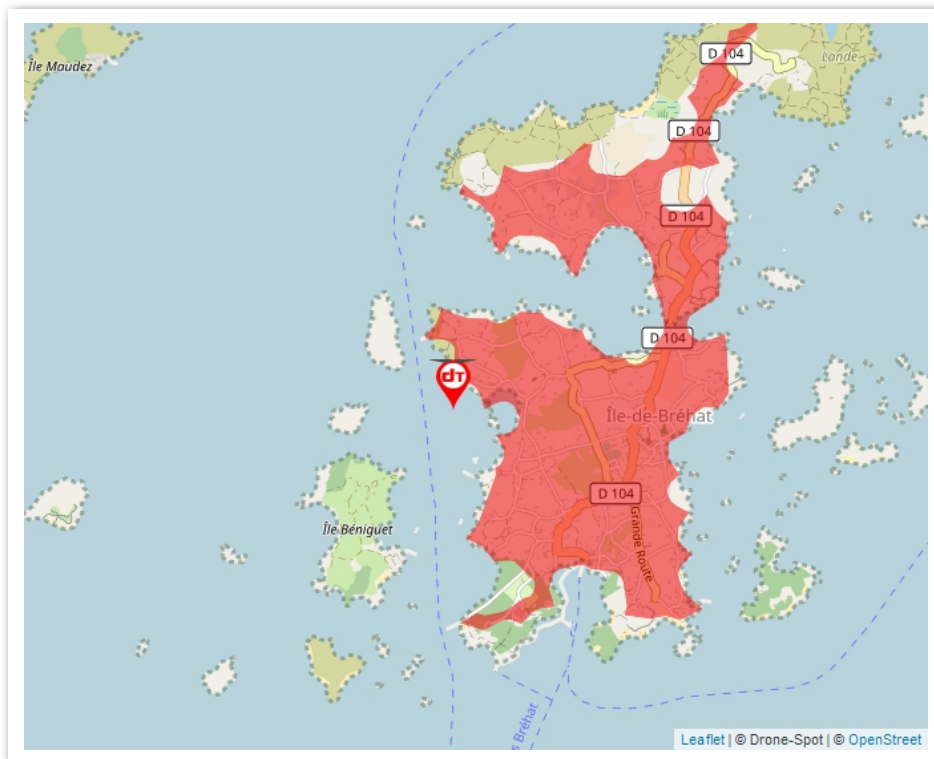 D 104
Île Maudez
Lande
D 104
D 104
D 104
dT
Île-de-Bréhat
D 104
Île Béniguet
Grande Route
s Bréhat
Leaflet | © Drone-Spot | © OpenStreet